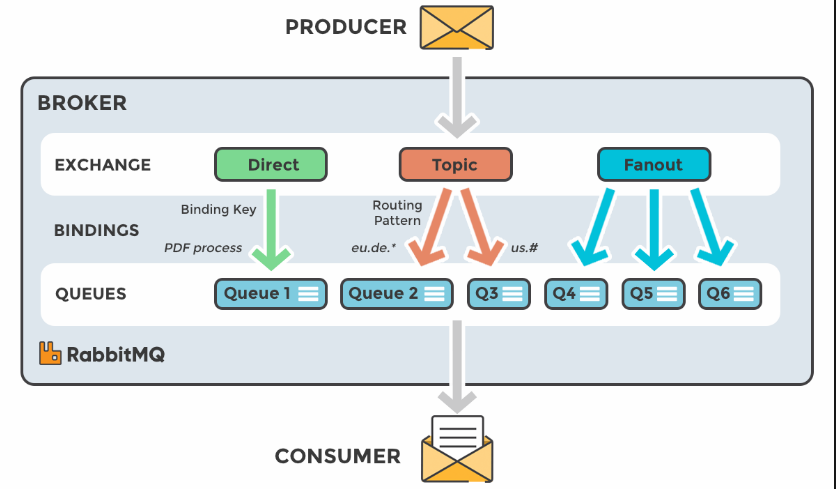 PRODUCER
BROKER
EXCHANGE
Direct
Topic
Fanout
BINDINGS
Binding Key
PDF process
Routing
Pattern
eu.de.*
us.#
QUEUES
Queue 1
Queue 2
Q3
Q4
Q5
Q6
RabbitMQ
CONSUMER